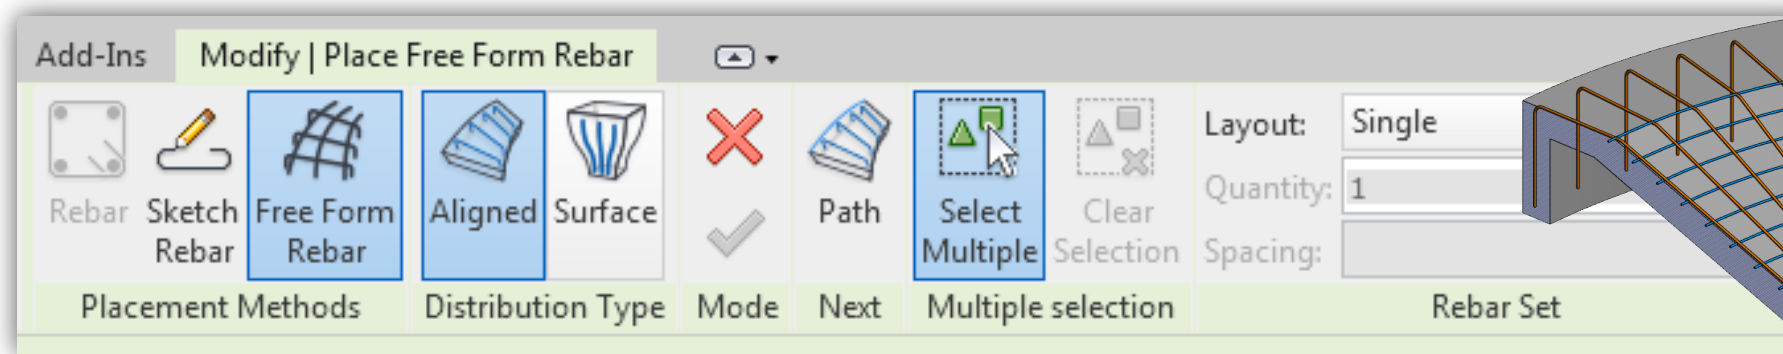 Add-Ins
Modify | Place Free Form Rebar
Rebar
Sketch
Rebar
Free Form
Rebar
Placement Methods
Aligned
Surface
Distribution Type
Mode
Path
Next
Select
Multiple
Clear
Selection
Multiple selection
Layout: Single
Quantity: 1
Spacing:
Rebar Set